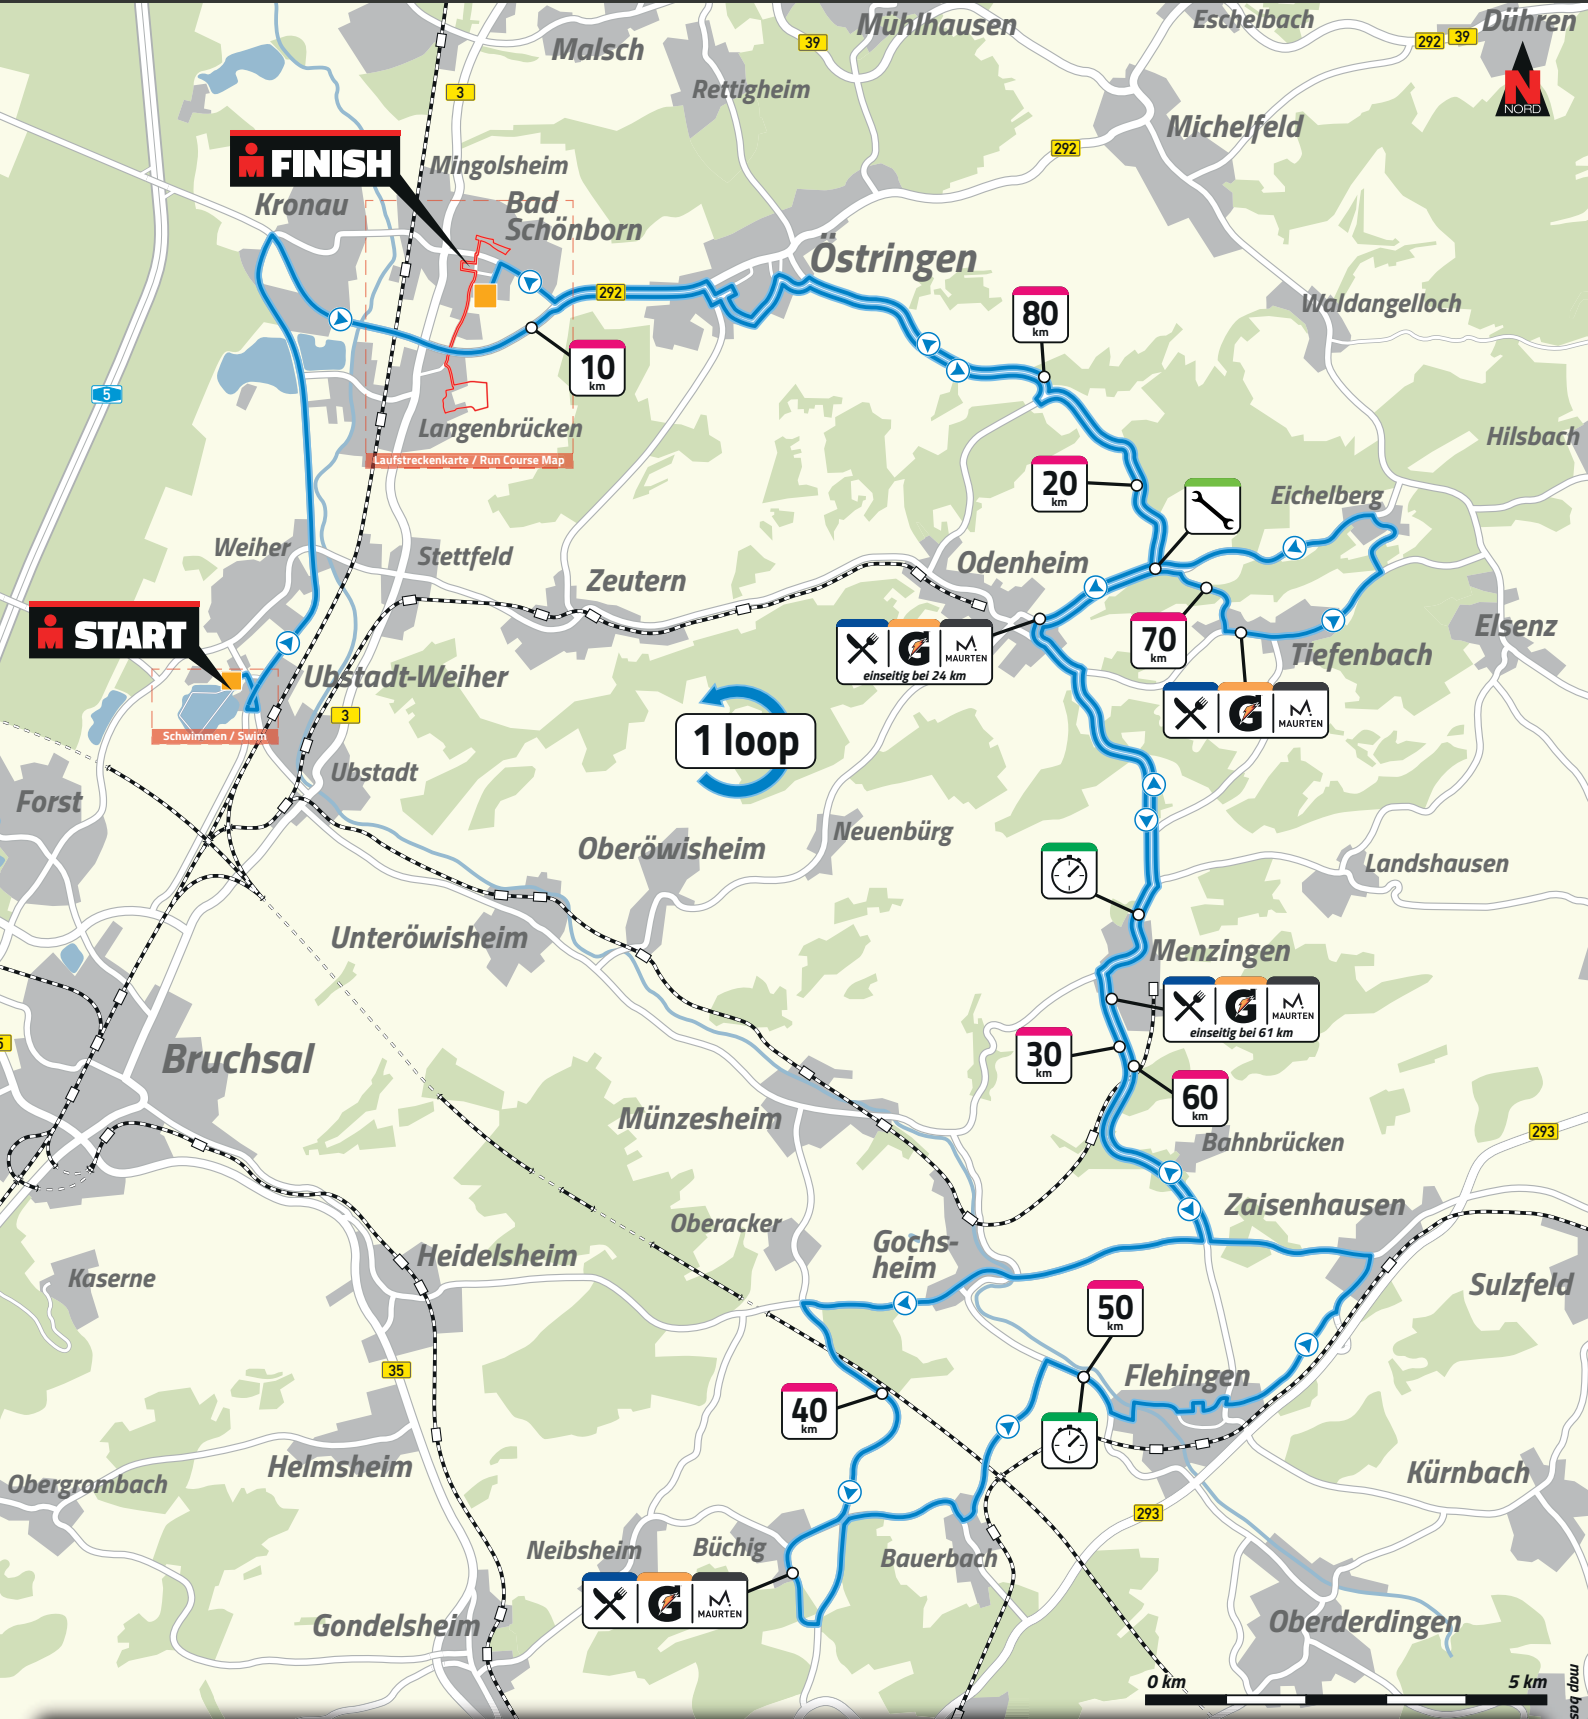 Malsch
39
Mühlhausen
Eschelbach
292
39
Dühren
3
Rettigheim
N
NORD
Michelfeld
292
FINISH
Mingolsheim
Kronau
Bad
Schönborn
Östringen
292
80
km
Waldangelloch
10
km
5
Langenbrücken
Laufstreckenkarte / Run Course Map
Hilsbach
20
km
Eichelberg
Weiher
Stettfeld
Zeutern
Odenheim
START
G
MAURTEN
einseitig bei 24 km
70
km
Elsenz
Tiefenbach
Ubstadt-Weiher
3
G
MAURTEN
Schwimmen / Swim
1 loop
Ubstadt
Forst
Oberöwisheim
Neuenbürg
Landshausen
Unteröwisheim
Menzingen
G
MAURTEN
einseitig bei 61 km
Bruchsal
30
km
60
km
Münzesheim
Bahnbrücken
293
Oberacker
Zaisenhausen
Gochs-
heim
Heidelsheim
Kaserne
Sulzfeld
50
km
35
Flehingen
40
km
Helmsheim
Obergrombach
Kürnbach
293
Neibsheim
Büchig
Bauerbach
G
MAURTEN
Gondelsheim
Oberderdingen
0 km
5 km